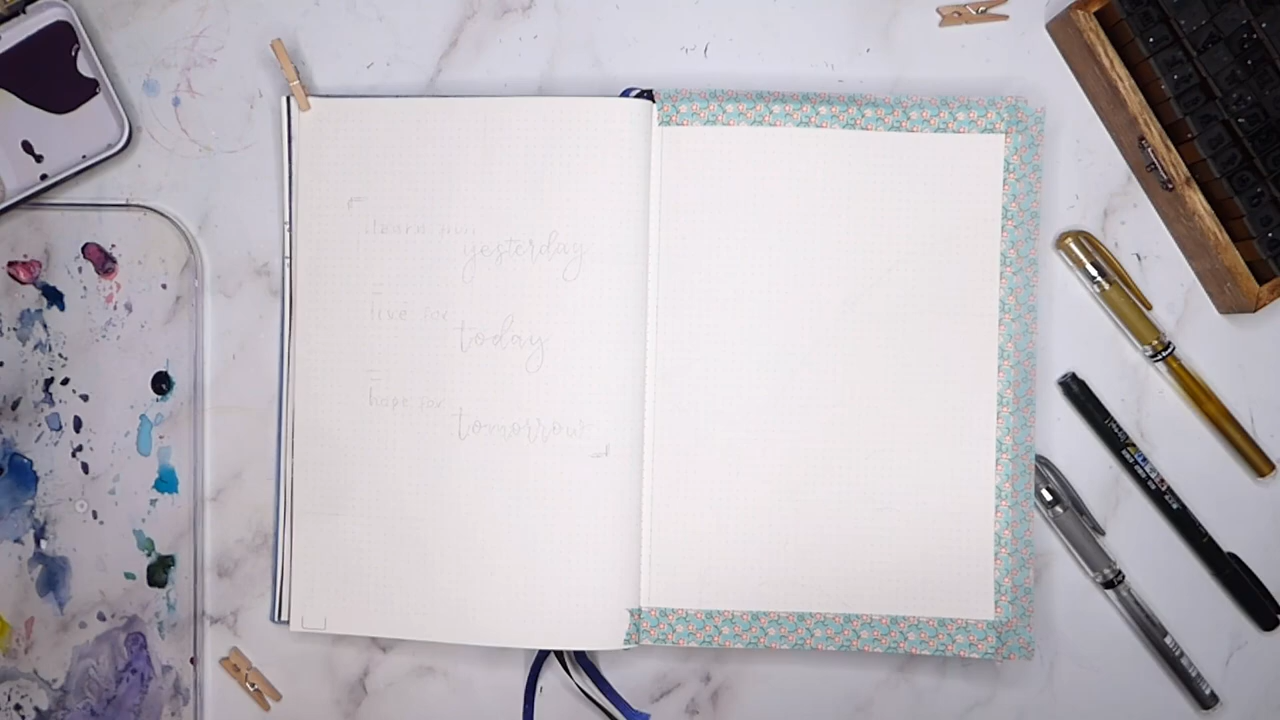 learn from
yesterday
live for
today
hope for
tomorrow